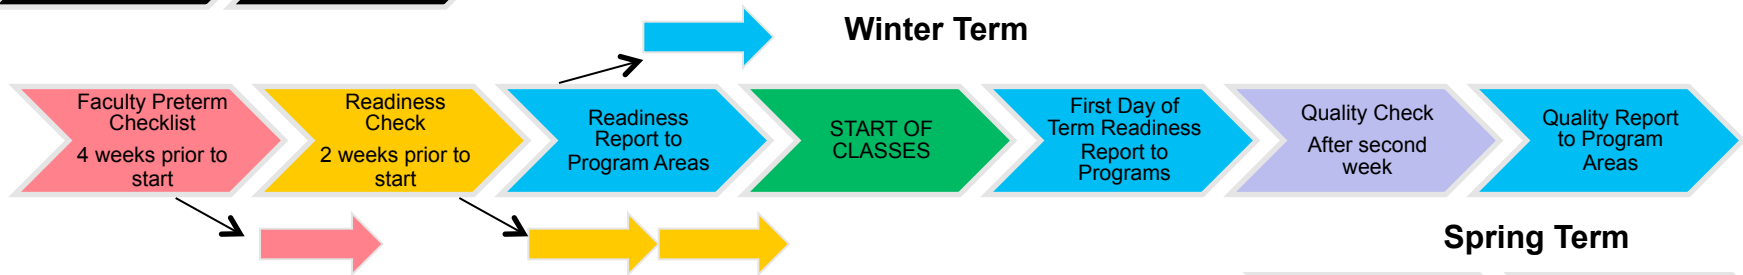 Winter Term
Faculty Preterm
Checklist
4 weeks prior to
start
Readiness
Check
2 weeks prior to
start
Readiness
Report to
Program Areas
START OF
CLASSES
First Day of
Term Readiness
Report to
Programs
Quality Check
After second
week
Quality Report
to Program
Areas
Spring Term